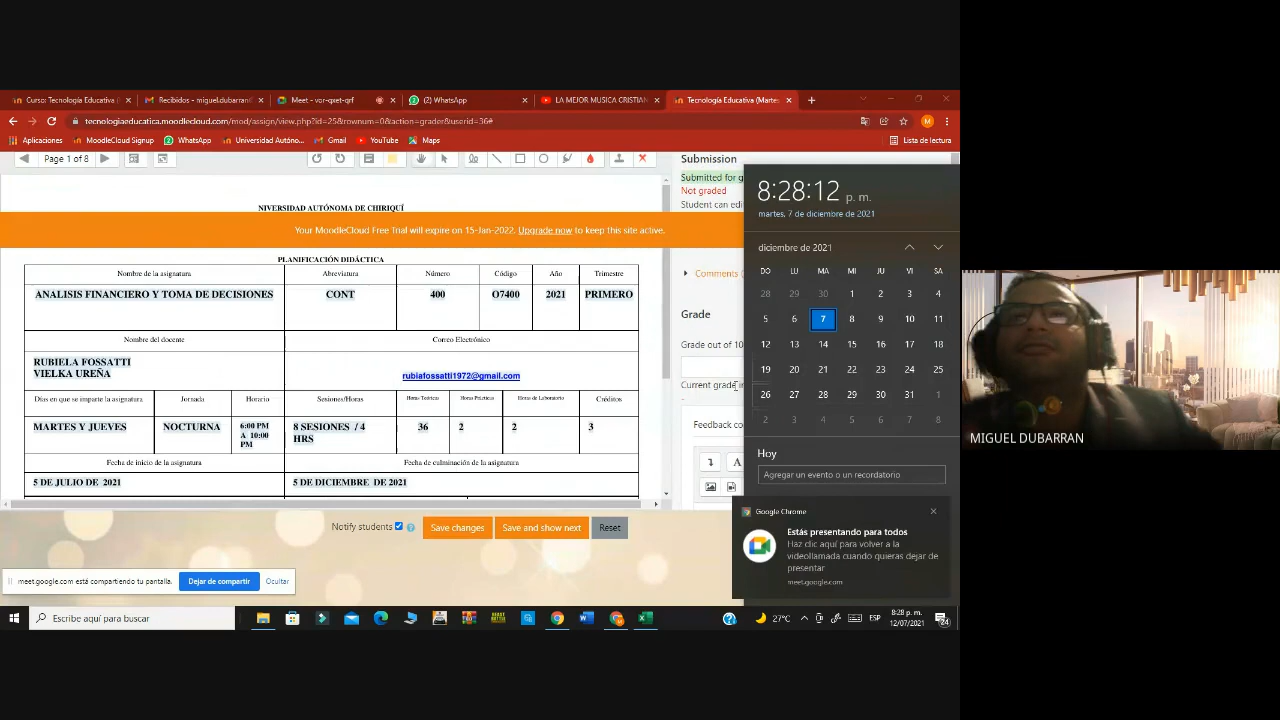 Curso: Tecnología Educativa (
Recibidos - miguel.dubarran
Meet - vor-qxet-qrf
(2) WhatsApp
LA MEJOR MUSICA CRISTIAN
Tecnología Educativa (Martes
tecnologiaeducatica.moodlecloud.com/mod/assign/view.php?id=25&rownum=0&action=grader&userid=36#
Aplicaciones
MoodleCloud Signup
WhatsApp
Universidad Autóno...
Gmail
YouTube
Maps
Lista de lectura
Page 1 of 8
NIVERSIDAD AUTÓNOMA DE CHIRIQUÍ
Your MoodleCloud Free Trial will expire on 15-Jan-2022. Upgrade now to keep this site active.
PLANIFICACIÓN DIDÁCTICA
Nombre de la asignatura
Abreviatura
Número
Código
Año
Trimestre
ANALISIS FINANCIERO Y TOMA DE DECISIONES
CONT
400
O7400
2021
PRIMERO
Nombre del docente
Correo Electrónico
RUBIELA FOSSATTI
VIELKA UREÑA
rubiafossatti1972@gmail.com
Días en que se imparte la asignatura
Jornada
Horario
Sesiones/Horas
Horas Teóricas
Horas Prácticas
Horas de Laboratorio
Créditos
MARTES Y JUEVES
NOCTURNA
6:00 PM
A 10:00
PM
8 SESIONES / 4
HRS
36
2
2
3
Fecha de inicio de la asignatura
Fecha de culminación de la asignatura
5 DE JULIO DE 2021
5 DE DICIEMBRE DE 2021
Submission
Submitted for g
Not graded
Student can edi
Comments (
Grade
Grade out of 10
Current grade in
Feedback co
Notify students
Save changes
Save and show next
Reset
8:28:12 p. m.
martes, 7 de diciembre de 2021
diciembre de 2021
DO LU MA MI JU VI SA
28 29 30 1 2 3 4
5 6 7 8 9 10 11
12 13 14 15 16 17 18
19 20 21 22 23 24 25
26 27 28 29 30 31 1
2 3 4 5 6 7 8
Hoy
Agregar un evento o un recordatorio
Google Chrome
Estás presentando para todos
Haz clic aquí para volver a la
videollamada cuando quieras dejar de
presentar
meet.google.com
meet.google.com está compartiendo tu pantalla.
Dejar de compartir
Ocultar
Escribe aquí para buscar
27°C
ESP
8:28 p. m.
12/07/2021
24
MIGUEL DUBARRAN